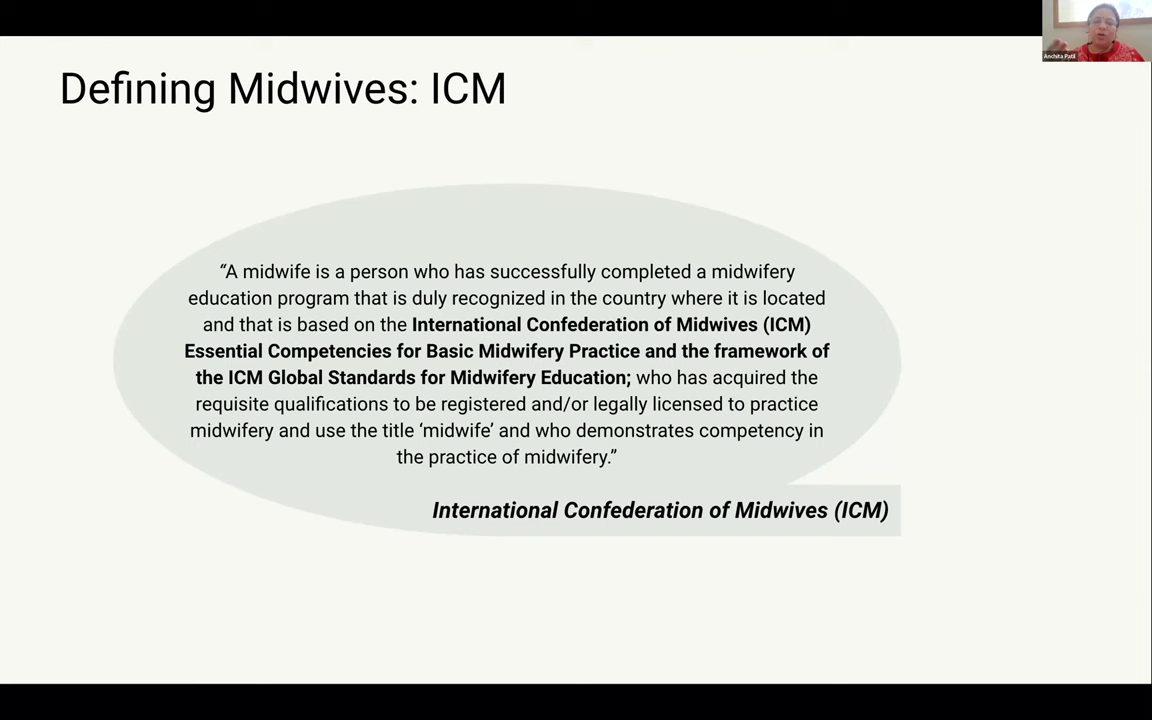 Defining Midwives: ICM
Anchita Patil
“A midwife is a person who has successfully completed a midwifery
education program that is duly recognized in the country where it is located
and that is based on the International Confederation of Midwives (ICM)
Essential Competencies for Basic Midwifery Practice and the framework of
the ICM Global Standards for Midwifery Education; who has acquired the
requisite qualifications to be registered and/or legally licensed to practice
midwifery and use the title ‘midwife’ and who demonstrates competency in
the practice of midwifery.”
International Confederation of Midwives (ICM)